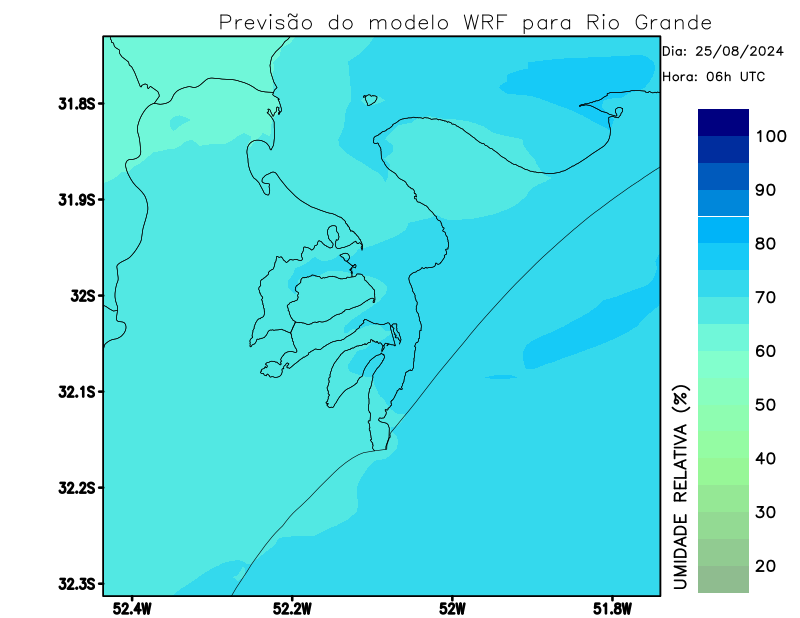 Previsão do modelo WRF para Rio Grande
Dia: 25/08/2024
Hora: 06h UTC
31.8S
31.9S
32S
32.1S
32.2S
32.3S
52.4W
52.2W
52W
51.8W
100
90
80
70
60
50
40
30
20
UMIDADE RELATIVA (%)